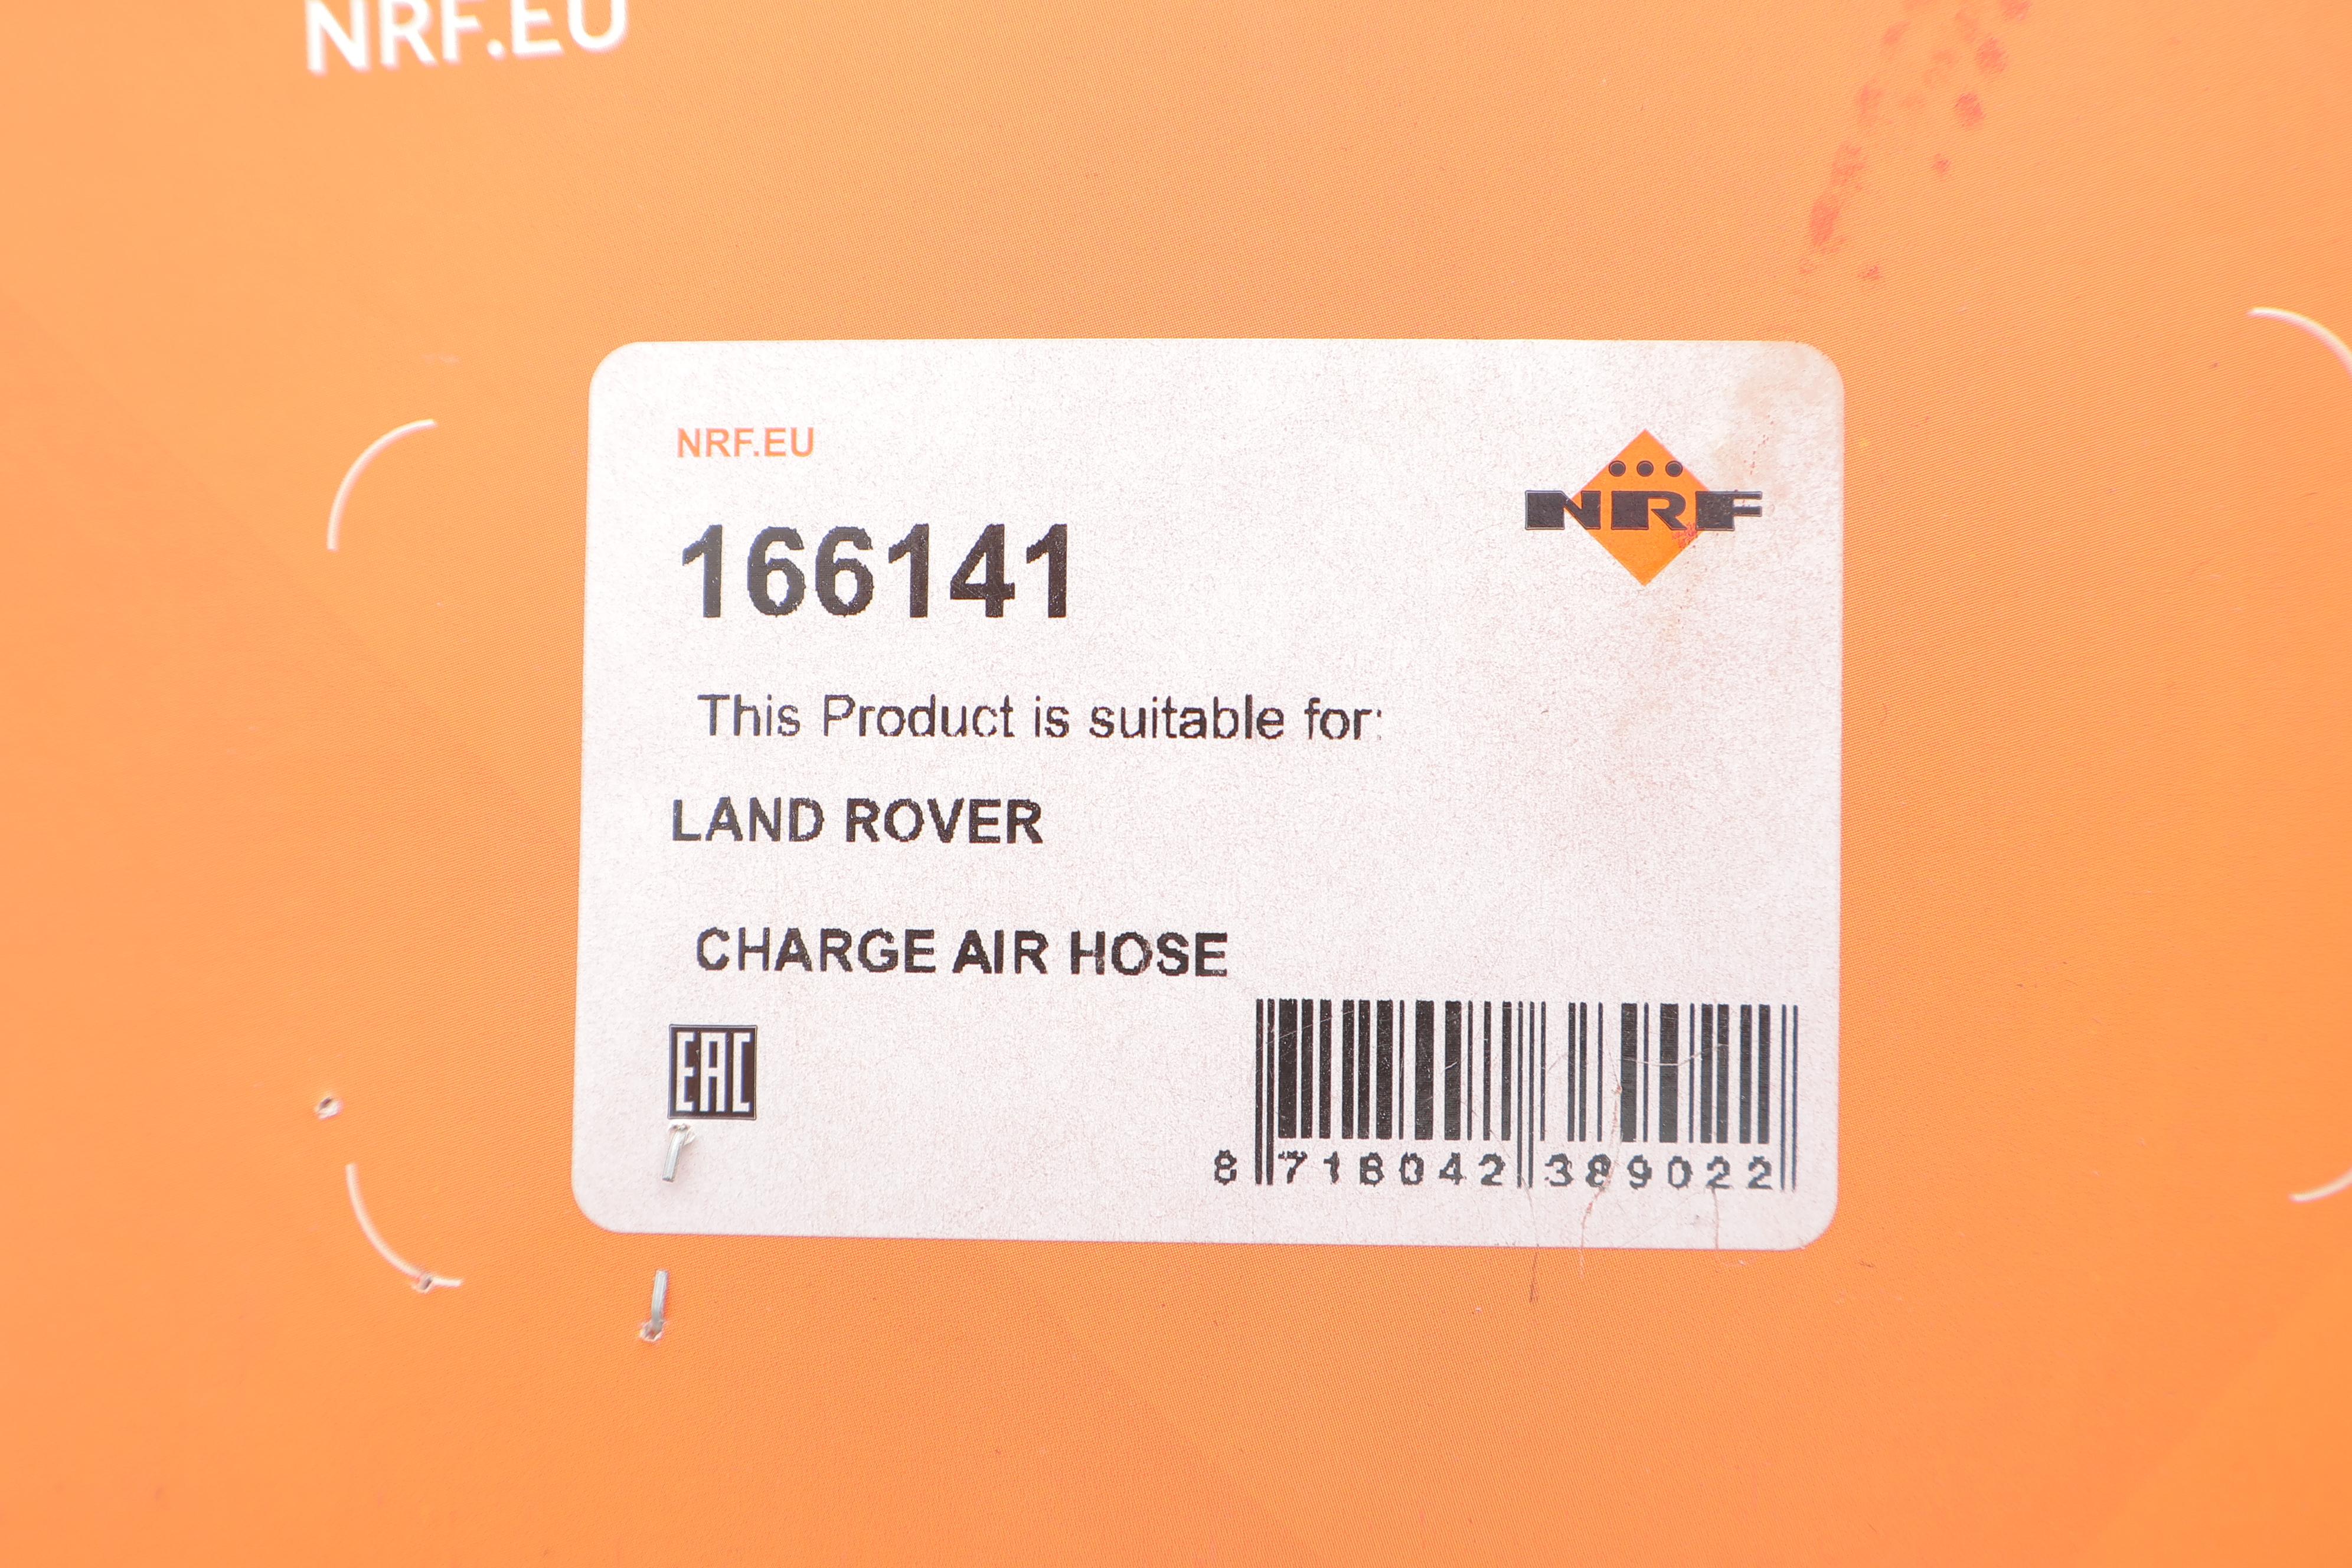 NRF.EU
NRF.EU
NRF
166141
This Product is suitable for:
LAND ROVER
CHARGE AIR HOSE
EAC
8 718042 389022